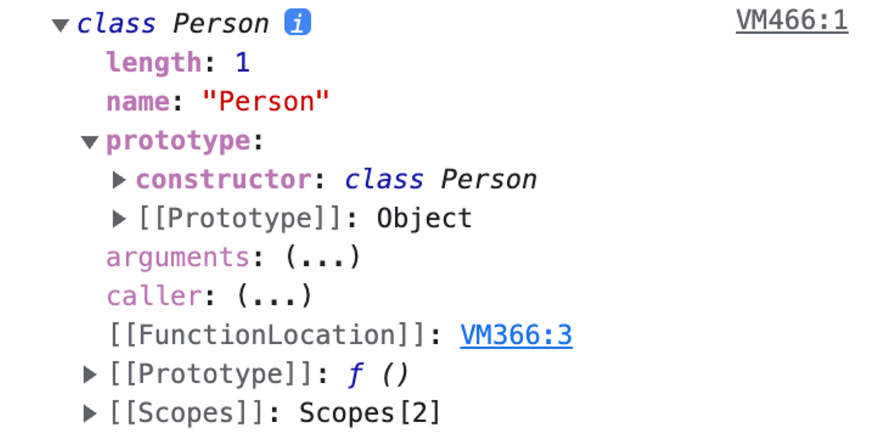 ▼class Person i VM466:1
length: 1
name: "Person"
▼prototype:
▶constructor: class Person
▶[[Prototype]]: Object
arguments: (...)
caller: (...)
[[FunctionLocation]]: VM366:3
▶[[Prototype]]: ƒ ()
▶[[Scopes]]: Scopes[2]